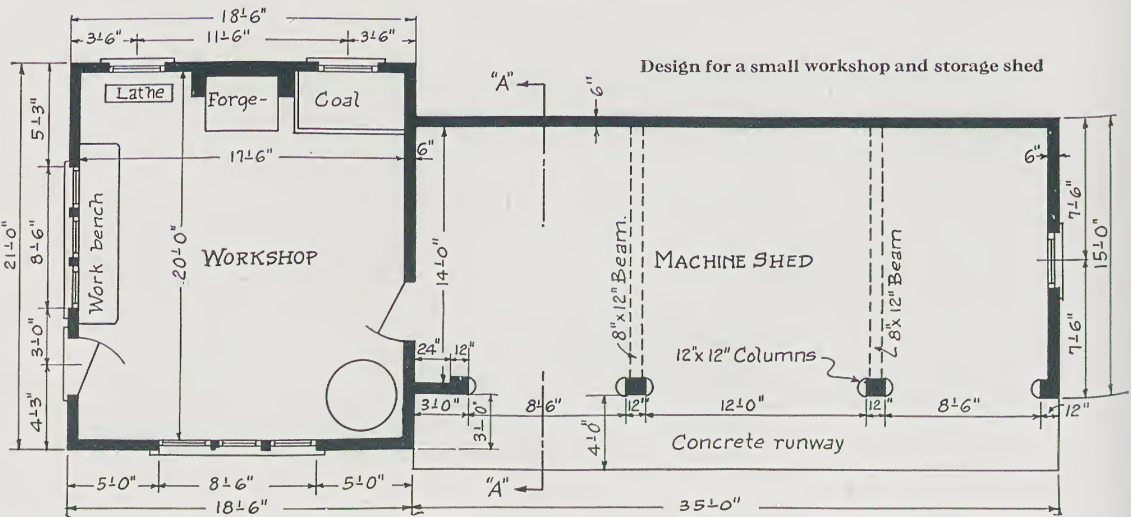 18'-6"
3'-6" 11'-6" 3'-6"
Design for a small workshop and storage shed
"A"
6"
Lathe
Forge-
Coal
5'-3"
17'-6"
6"
6"
7'-6"
21'-0"
8'-6"
Work bench
20'-0"
WORKSHOP
14'-0"
MACHINE SHED
8"x12" Beam.
8"x12" Beam
15'-0"
3'-0"
24" 12"
12"x12" Columns
7'-6"
4'-3"
3'-0" 8'-6" 12" 12'-0" 12" 8'-6" 12"
3'-0"
4'-0"
Concrete runway
"A"
5'-0" 8'-6" 5'-0"
18'-6" 35'-0"